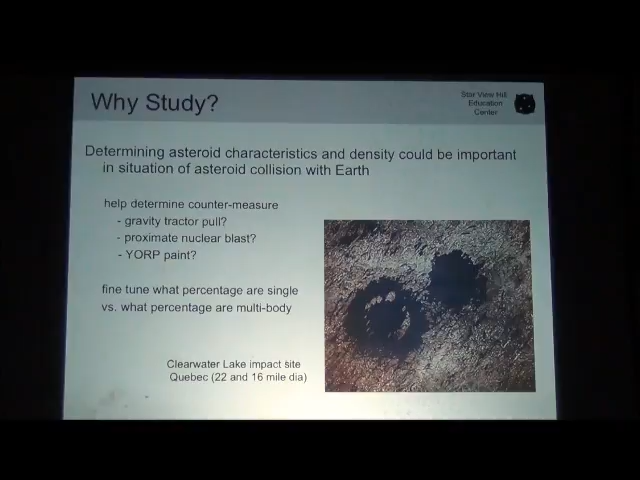 Why Study?
Star View Hill
Education
Center
Determining asteroid characteristics and density could be important
in situation of asteroid collision with Earth
help determine counter-measure
- gravity tractor pull?
- proximate nuclear blast?
- YORP paint?
fine tune what percentage are single
vs. what percentage are multi-body
Clearwater Lake impact site
Quebec (22 and 16 mile dia)